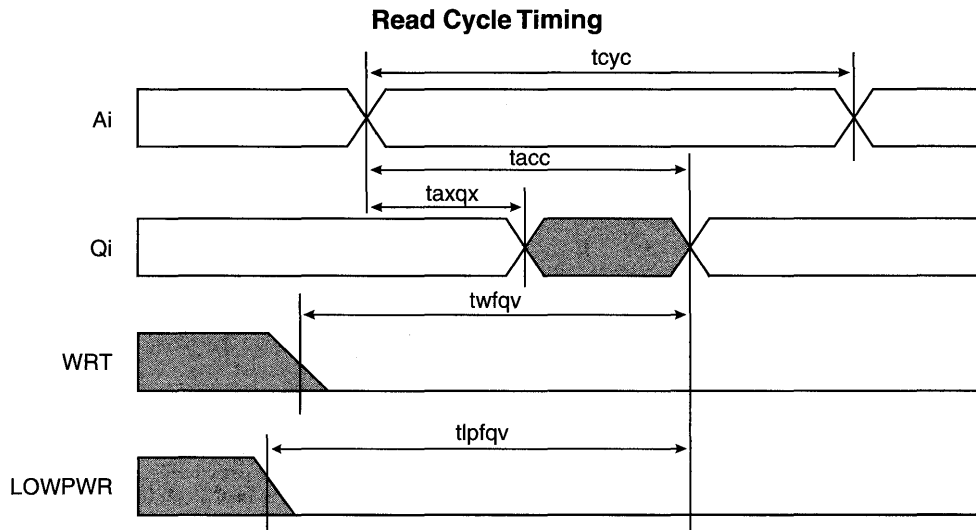 Read Cycle Timing
tcyc
Ai
tacc
taxqx
Qi
twfqv
WRT
tlpfqv
LOWPWR